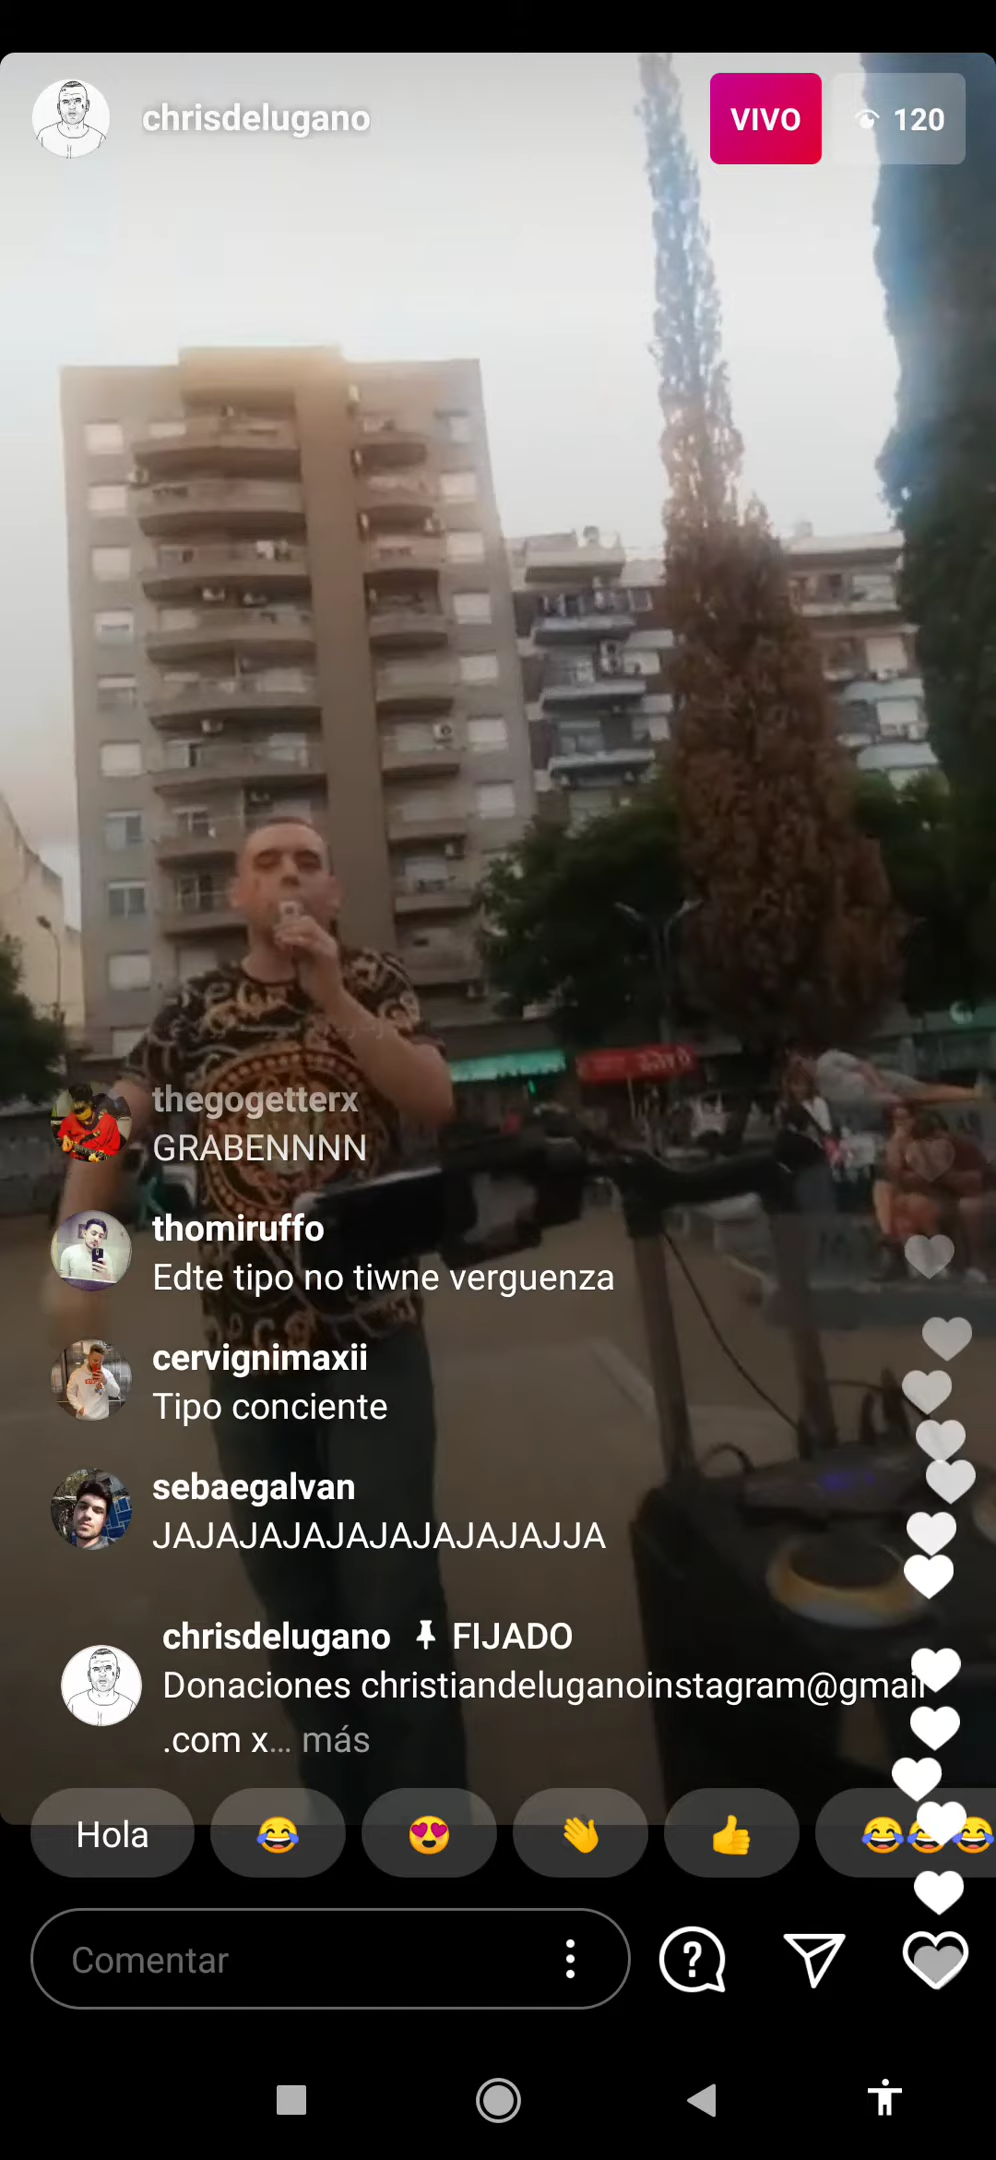 chrisdelugano
VIVO
120
thegogetterx
GRABENNNN
thomiruffo
Edte tipo no tiwne verguenza
cervignimaxii
Tipo conciente
sebaegalvan
JAJAJAJAJAJAJAJAJAJJA
chrisdelugano FIJADO
Donaciones christiandeluganoinstagram@gmail
.com x... más
Hola
Comentar